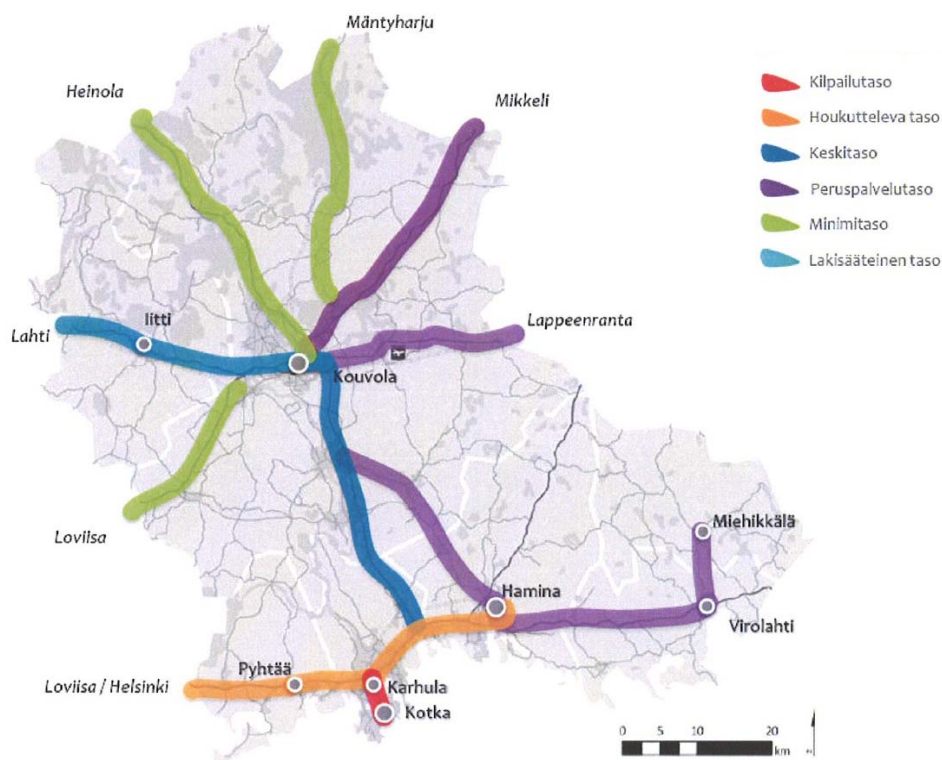 Mäntyharju
Heinola
Mikkeli
Kilpailutaso
Houkutteleva taso
Keskitaso
Peruspalvelutaso
Minimitaso
Lakisääteinen taso
Lahti
Iitti
Lappeenranta
Kouvola
Loviisa
Miehikkälä
Hamina
Virolahti
Pyhtää
Loviisa / Helsinki
Karhula
Kotka
0 10 20
km